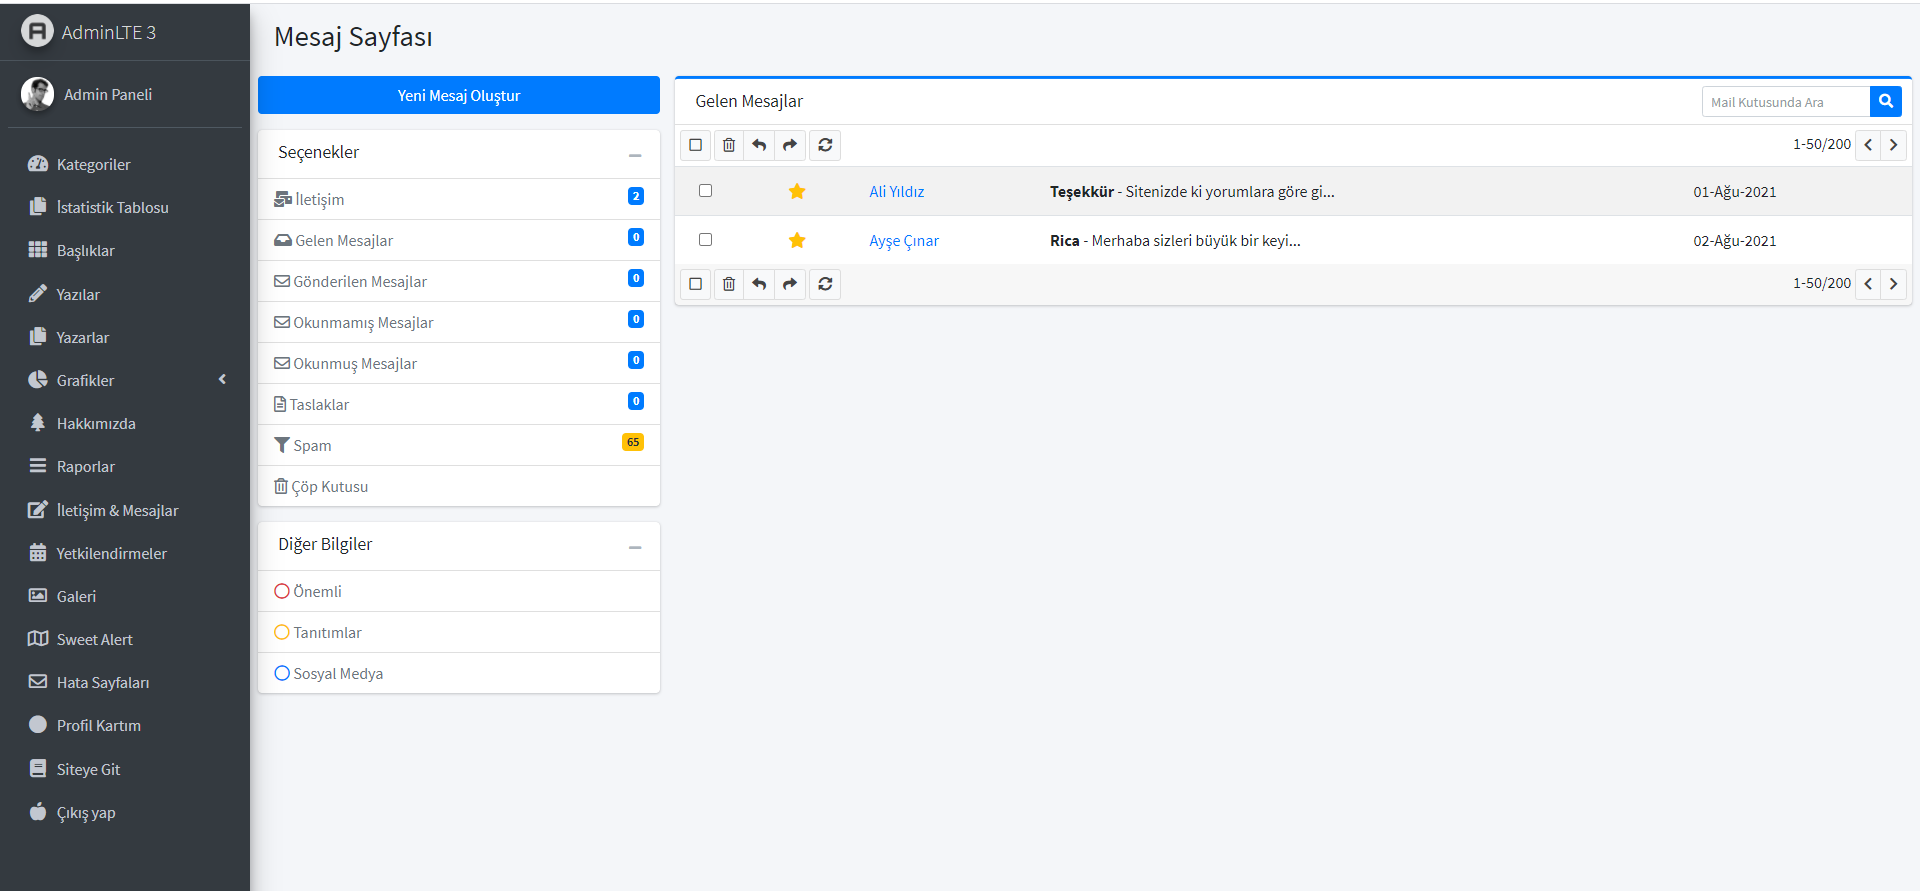 AdminLTE 3
Admin Paneli
Kategoriler
İstatistik Tablosu
Başlıklar
Yazılar
Yazarlar
Grafikler
Hakkımızda
Raporlar
İletişim & Mesajlar
Yetkilendirmeler
Galeri
Sweet Alert
Hata Sayfaları
Profil Kartım
Siteye Git
Çıkış yap
Mesaj Sayfası
Yeni Mesaj Oluştur
Seçenekler
İletişim 2
Gelen Mesajlar 0
Gönderilen Mesajlar 0
Okunmamış Mesajlar 0
Okunmuş Mesajlar 0
Taslaklar 0
Spam 65
Çöp Kutusu
Diğer Bilgiler
Önemli
Tanıtımlar
Sosyal Medya
Gelen Mesajlar Mail Kutusunda Ara
1-50/200
Ali Yıldız Teşekkür - Sitenizde ki yorumlara göre gi... 01-Ağu-2021
Ayşe Çınar Rica - Merhaba sizleri büyük bir keyi... 02-Ağu-2021
1-50/200